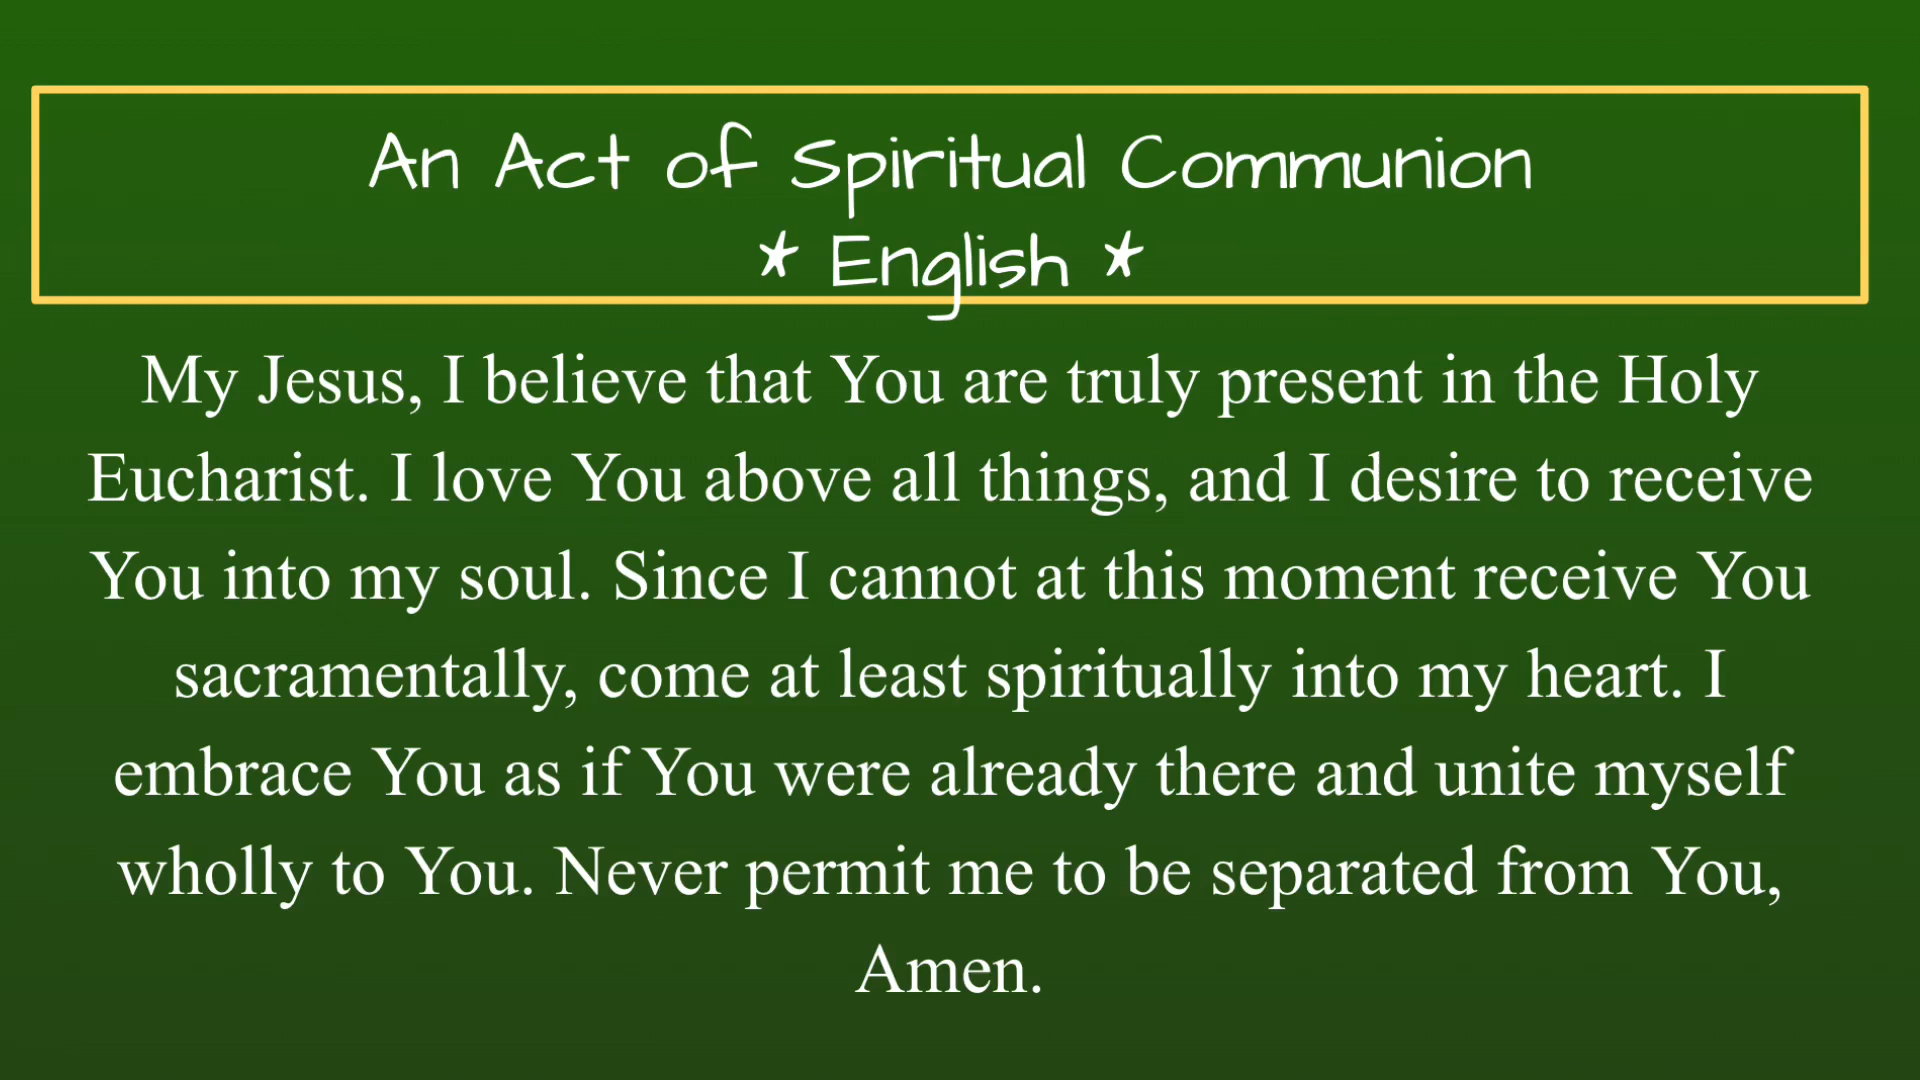 An Act of Spiritual Communion
* English *
My Jesus, I believe that You are truly present in the Holy
Eucharist. I love You above all things, and I desire to receive
You into my soul. Since I cannot at this moment receive You
sacramentally, come at least spiritually into my heart. I
embrace You as if You were already there and unite myself
wholly to You. Never permit me to be separated from You,
Amen.